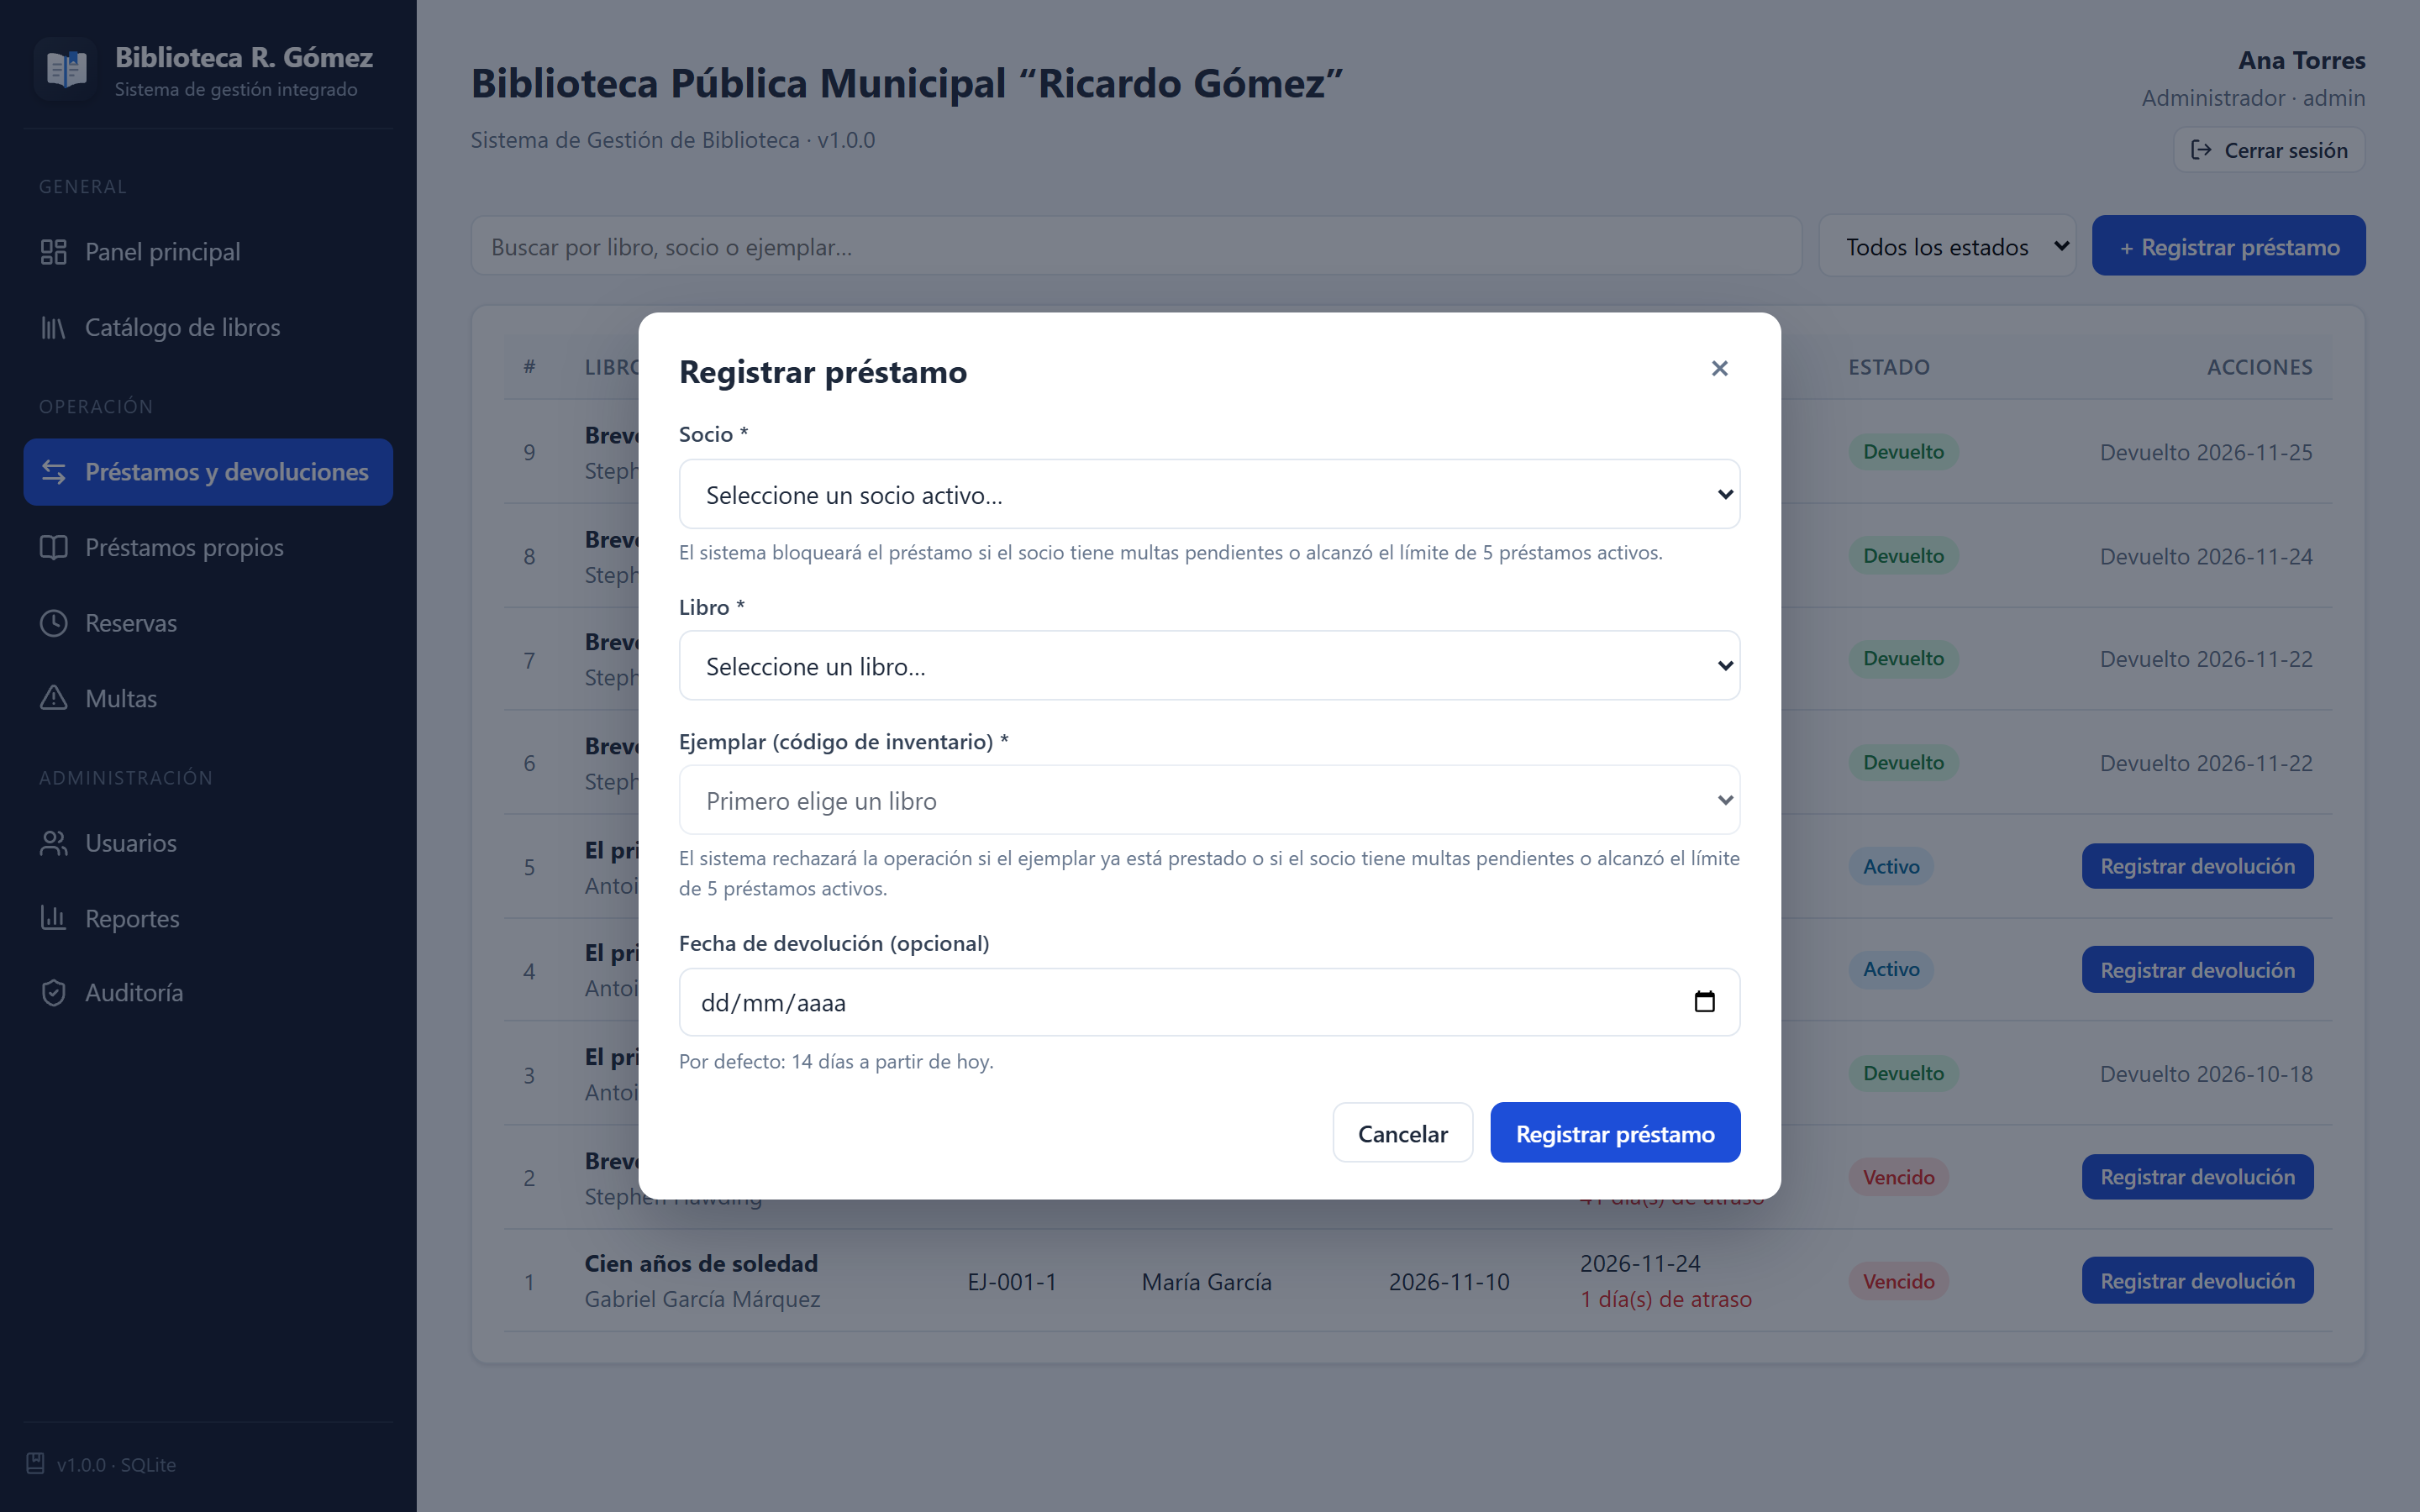 Biblioteca R. Gómez
Sistema de gestión integrado
GENERAL
Panel principal
Catálogo de libros
OPERACIÓN
Préstamos y devoluciones
Préstamos propios
Reservas
Multas
ADMINISTRACIÓN
Usuarios
Reportes
Auditoría
v1.0.0 · SQLite
Biblioteca Pública Municipal “Ricardo Gómez”
Sistema de Gestión de Biblioteca · v1.0.0
Ana Torres
Administrador · admin
Cerrar sesión
Buscar por libro, socio o ejemplar...
Todos los estados
+ Registrar préstamo
# ESTADO ACCIONES
9 Devuelto Devuelto 2026-11-25
8 Devuelto Devuelto 2026-11-24
7 Devuelto Devuelto 2026-11-22
6 Devuelto Devuelto 2026-11-22
5 Activo Registrar devolución
4 Activo Registrar devolución
3 Devuelto Devuelto 2026-10-18
2 Vencido Registrar devolución
Cien años de soledad 2026-11-24
1 EJ-001-1 María García 2026-11-10 Vencido Registrar devolución
Gabriel García Márquez 1 día(s) de atraso
Registrar préstamo
Socio *
Seleccione un socio activo...
El sistema bloqueará el préstamo si el socio tiene multas pendientes o alcanzó el límite de 5 préstamos activos.
Libro *
Seleccione un libro...
Ejemplar (código de inventario) *
Primero elige un libro
El sistema rechazará la operación si el ejemplar ya está prestado o si el socio tiene multas pendientes o alcanzó el límite
de 5 préstamos activos.
Fecha de devolución (opcional)
dd/mm/aaaa
Por defecto: 14 días a partir de hoy.
Cancelar
Registrar préstamo